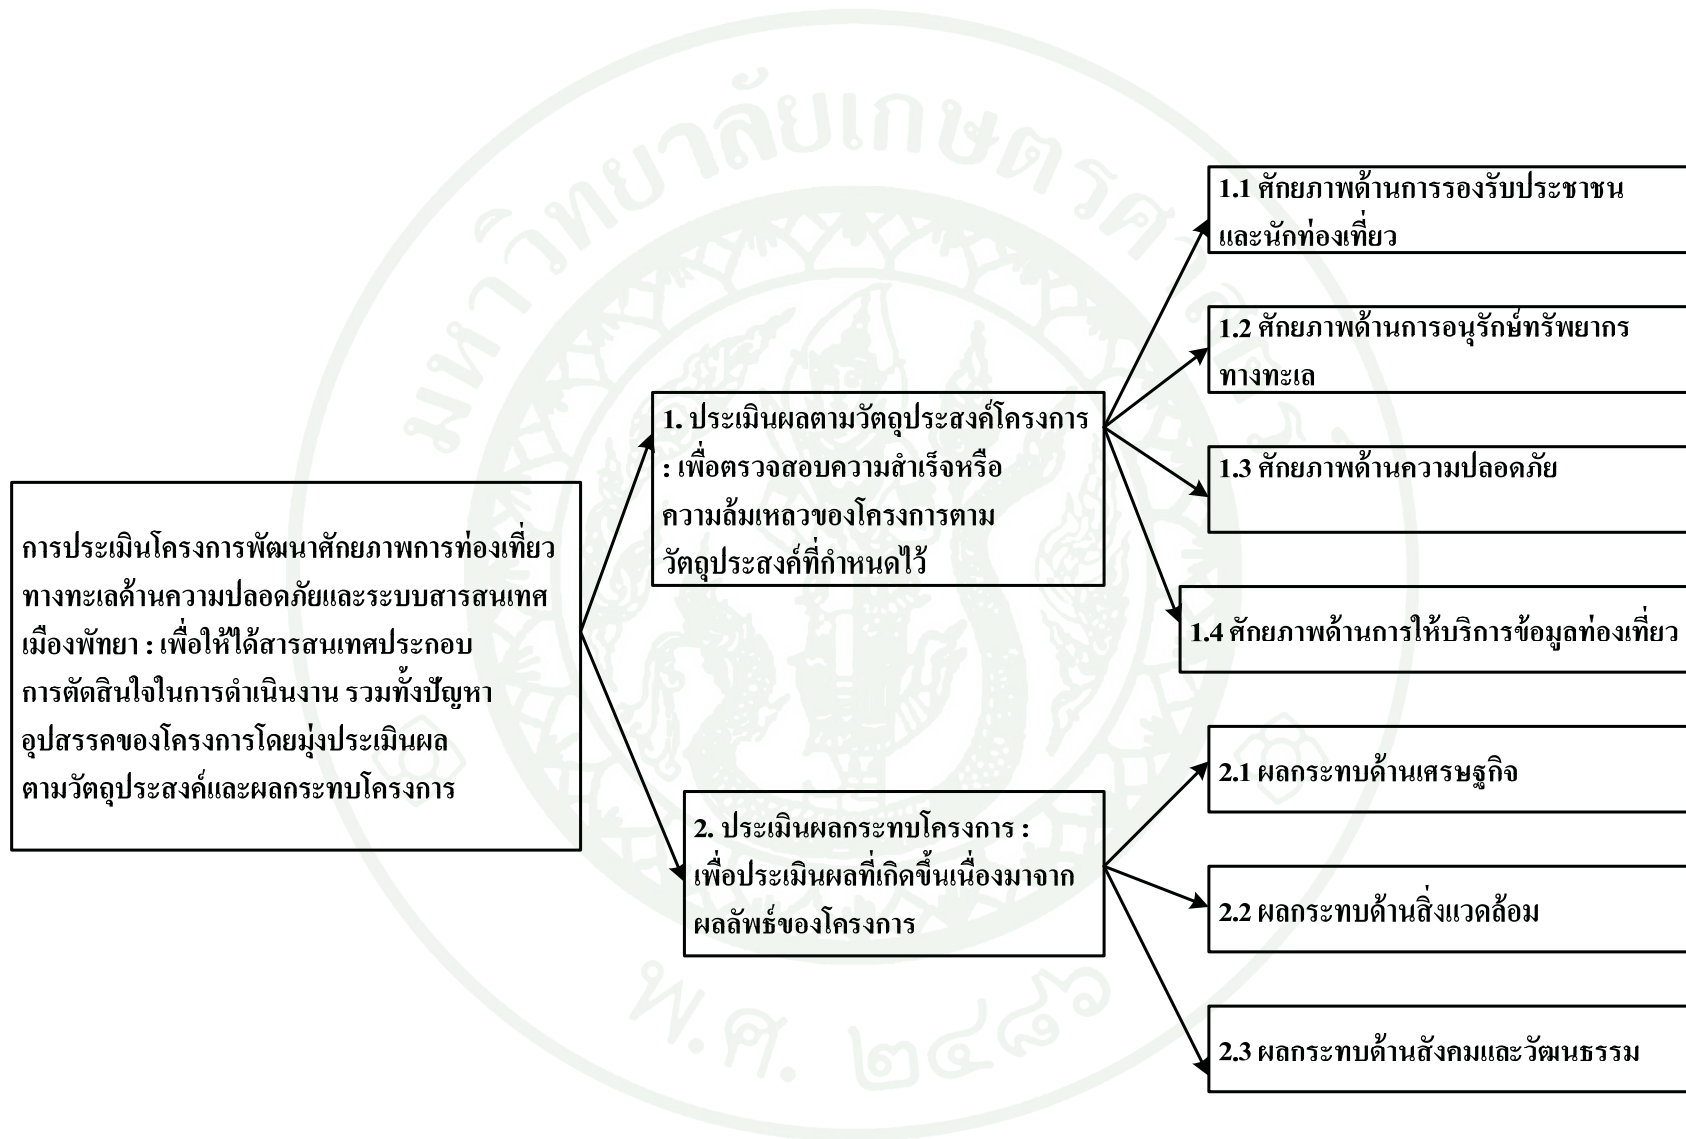 มหาวิทยาลัยเกษตรศาสตร์
การประเมินโครงการพัฒนาศักยภาพการท่องเที่ยว
ทางทะเลด้านความปลอดภัยและระบบสารสนเทศ
เมืองพัทยา : เพื่อให้ได้สารสนเทศประกอบ
การตัดสินใจในการดำเนินงาน รวมทั้งปัญหา
อุปสรรคของโครงการโดยมุ่งประเมินผล
ตามวัตถุประสงค์และผลกระทบโครงการ
1. ประเมินผลตามวัตถุประสงค์โครงการ
: เพื่อตรวจสอบความสำเร็จหรือ
ความล้มเหลวของโครงการตาม
วัตถุประสงค์ที่กำหนดไว้
1.1 ศักยภาพด้านการรองรับประชาชน
และนักท่องเที่ยว
1.2 ศักยภาพด้านการอนุรักษ์ทรัพยากร
ทางทะเล
1.3 ศักยภาพด้านความปลอดภัย
1.4 ศักยภาพด้านการให้บริการข้อมูลท่องเที่ยว
2. ประเมินผลกระทบโครงการ :
เพื่อประเมินผลที่เกิดขึ้นเนื่องมาจาก
ผลลัพธ์ของโครงการ
2.1 ผลกระทบด้านเศรษฐกิจ
2.2 ผลกระทบด้านสิ่งแวดล้อม
2.3 ผลกระทบด้านสังคมและวัฒนธรรม
พ.ศ. ๒๔๘๖